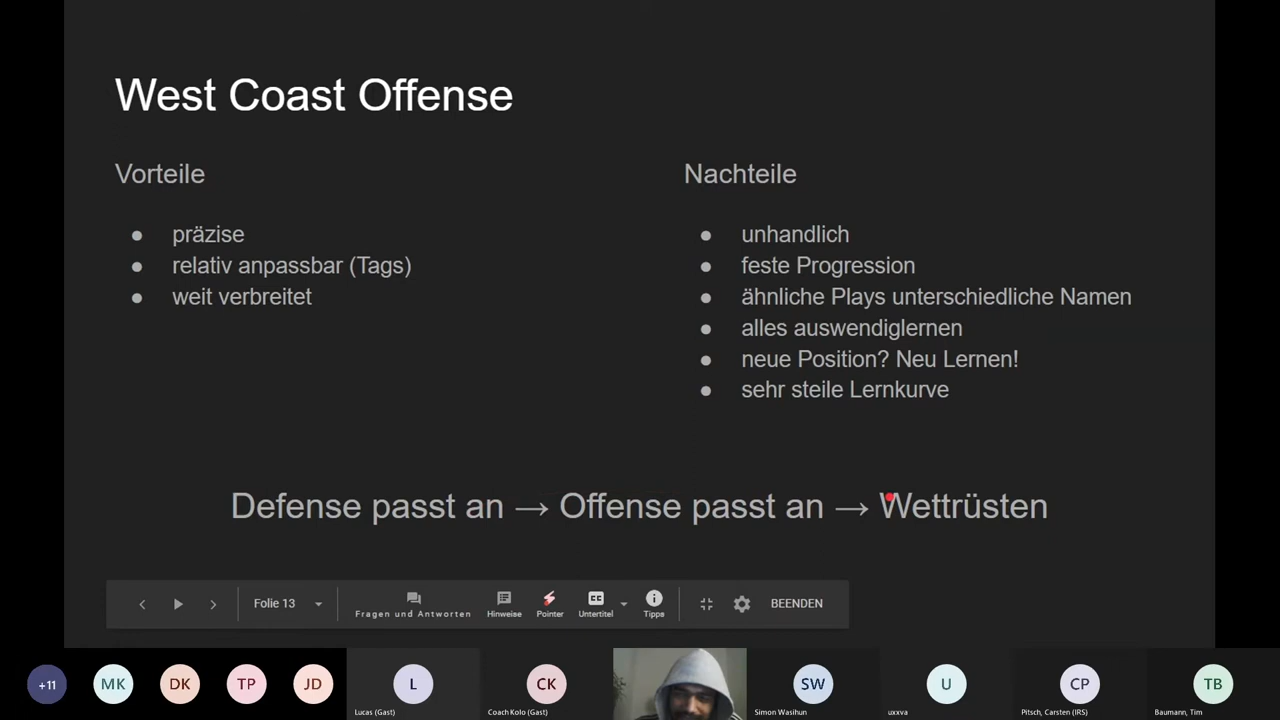 West Coast Offense
Vorteile
● präzise
● relativ anpassbar (Tags)
● weit verbreitet
Nachteile
● unhandlich
● feste Progression
● ähnliche Plays unterschiedliche Namen
● alles auswendiglernen
● neue Position? Neu Lernen!
● sehr steile Lernkurve
Defense passt an → Offense passt an → Wettrüsten
Folie 13
Fragen und Antworten
Hinweise
Pointer
CC
Untertitel
Tipps
BEENDEN
+11
MK
DK
TP
JD
L
Lucas (Gast)
CK
Coach Kolo (Gast)
SW
Simon Wasihun
U
uxxva
CP
Pitsch, Carsten (IRS)
TB
Baumann, Tim